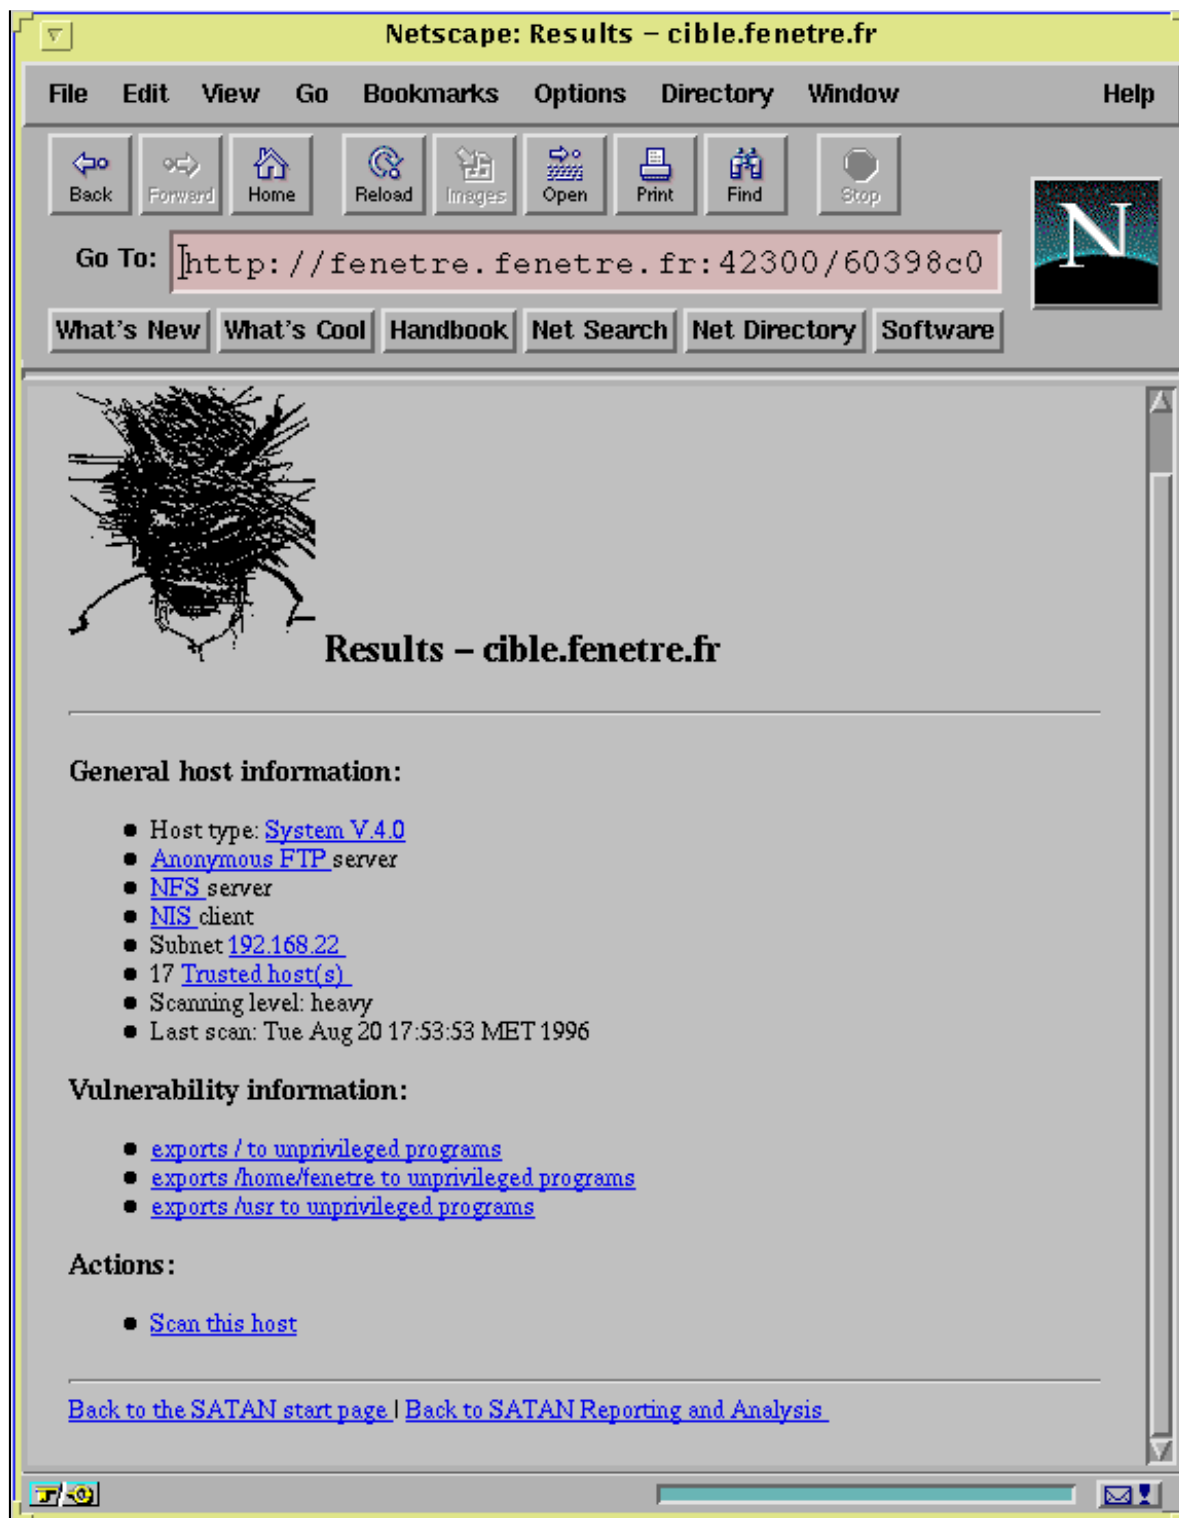 Netscape: Results – cible.fenetre.fr
File Edit View Go Bookmarks Options Directory Window Help
Back Forward Home Reload Images Open Print Find Stop
Go To: http://fenetre.fenetre.fr:42300/60398c0
N
What's New What's Cool Handbook Net Search Net Directory Software
Results – cible.fenetre.fr
General host information:
● Host type: System V.4.0
● Anonymous FTP server
● NFS server
● NIS client
● Subnet 192.168.22
● 17 Trusted host(s)
● Scanning level: heavy
● Last scan: Tue Aug 20 17:53:53 MET 1996
Vulnerability information:
● exports / to unprivileged programs
● exports /home/fenetre to unprivileged programs
● exports /usr to unprivileged programs
Actions:
● Scan this host
Back to the SATAN start page | Back to SATAN Reporting and Analysis